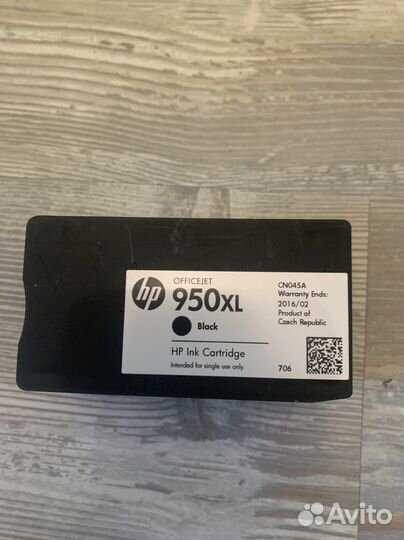 hp
OFFICEJET
950XL
Black
HP Ink Cartridge
Intended for single use only.
CN045A
Warranty Ends:
2016/02
Product of
Czech Republic
706
Avito